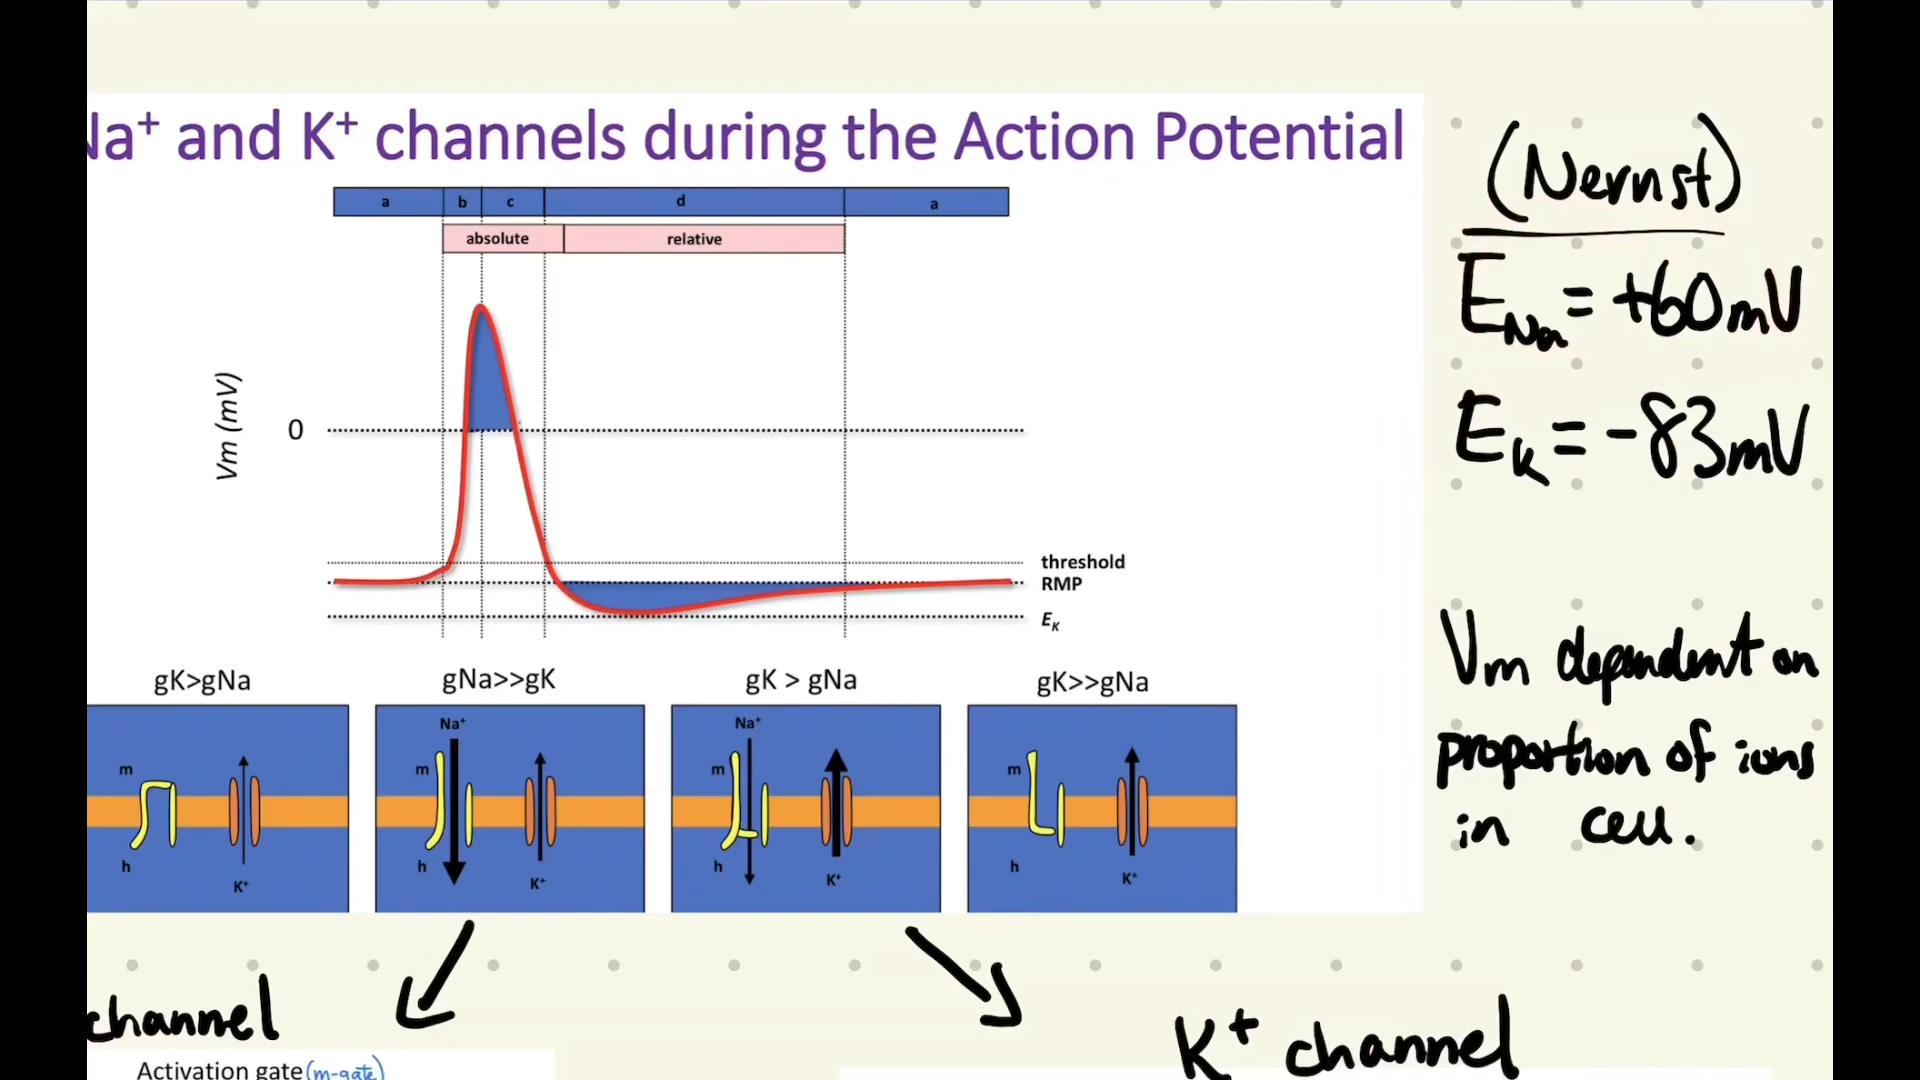 Na⁺ and K⁺ channels during the Action Potential
a b c d a
absolute relative
Vm (mV)
0
threshold
RMP
EK
gK>gNa
gNa>>gK
gK > gNa
gK>>gNa
m
h
K⁺
Na⁺
m
h
K⁺
Na⁺
m
h
K⁺
m
h
K⁺
(Nernst)
ENa = +60mV
EK = -83mV
Vm dependent on
proportion of ions
in cell.
channel
K⁺ channel
Activation gate (m-gate)